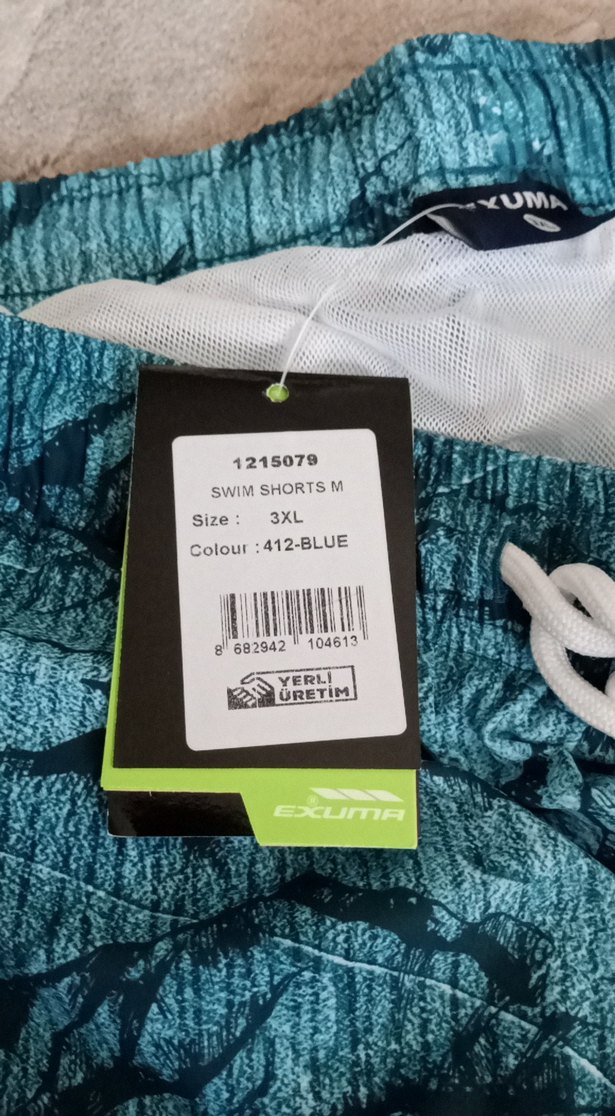 EXUMA
1215079
SWIM SHORTS M
Size : 3XL
Colour : 412-BLUE
8 682942 104613
YERLİ
ÜRETİM
EXUMA